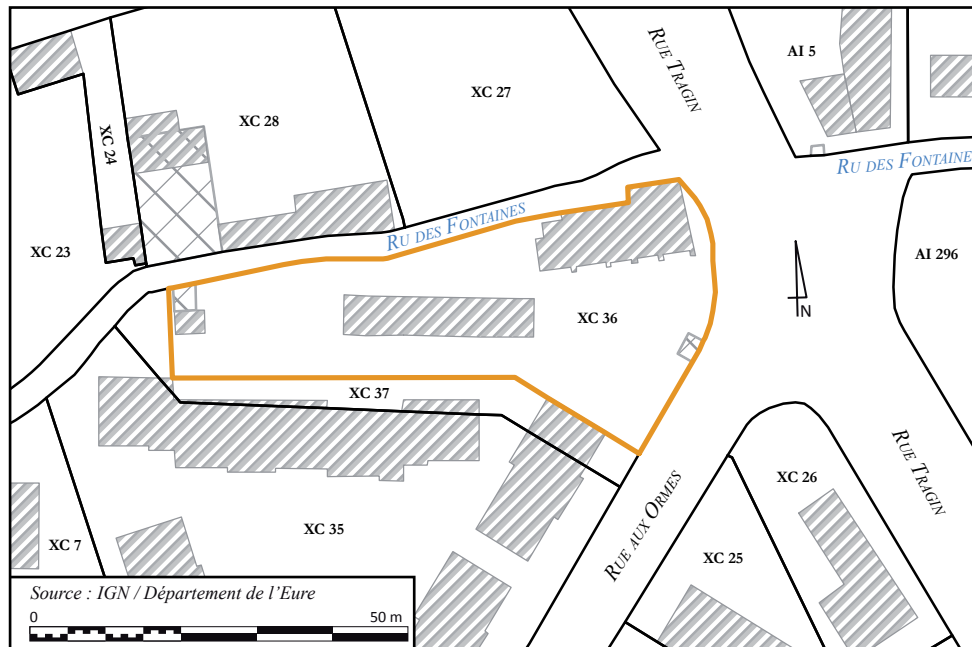 AI 5
RUE TRAGIN
XC 27
XC 28
XC 24
RU DES FONTAINE
RU DES FONTAINES
XC 23
AI 296
N
XC 36
XC 37
RUE TRAGIN
XC 26
RUE AUX ORMES
XC 35
XC 7
XC 25
Source : IGN / Département de l'Eure
0 50 m